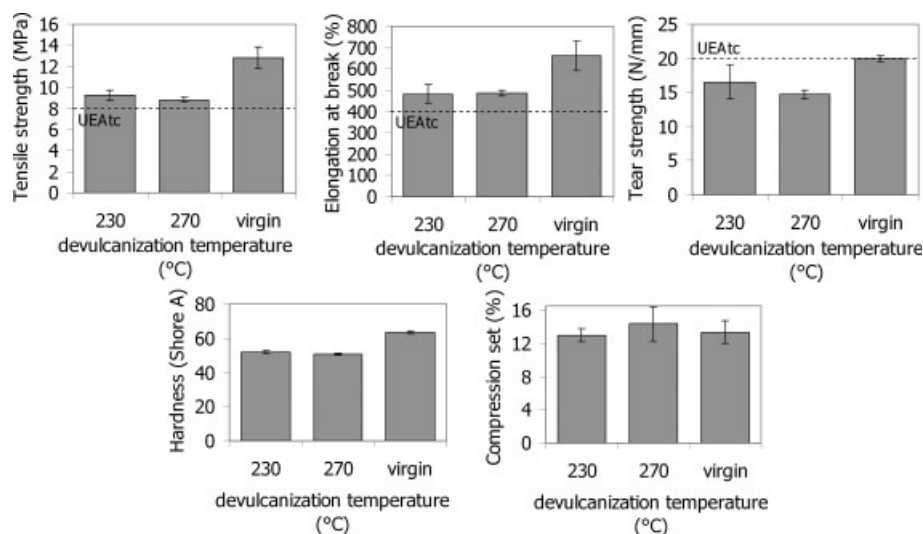 Tensile strength (MPa)
16
14
12
10
8
6
4
2
0
UEAtc
230 270 virgin
devulcanization temperature
(°C)
Elongation at break (%)
800
700
600
500
400
300
200
100
0
UEAtc
230 270 virgin
devulcanization temperature
(°C)
Tear strength (N/mm)
25
20
15
10
5
0
UEAtc
230 270 virgin
devulcanization temperature
(°C)
Hardness (Shore A)
80
60
40
20
0
230 270 virgin
devulcanization temperature
(°C)
Compression set (%)
16
12
8
4
0
230 270 virgin
devulcanization temperature
(°C)